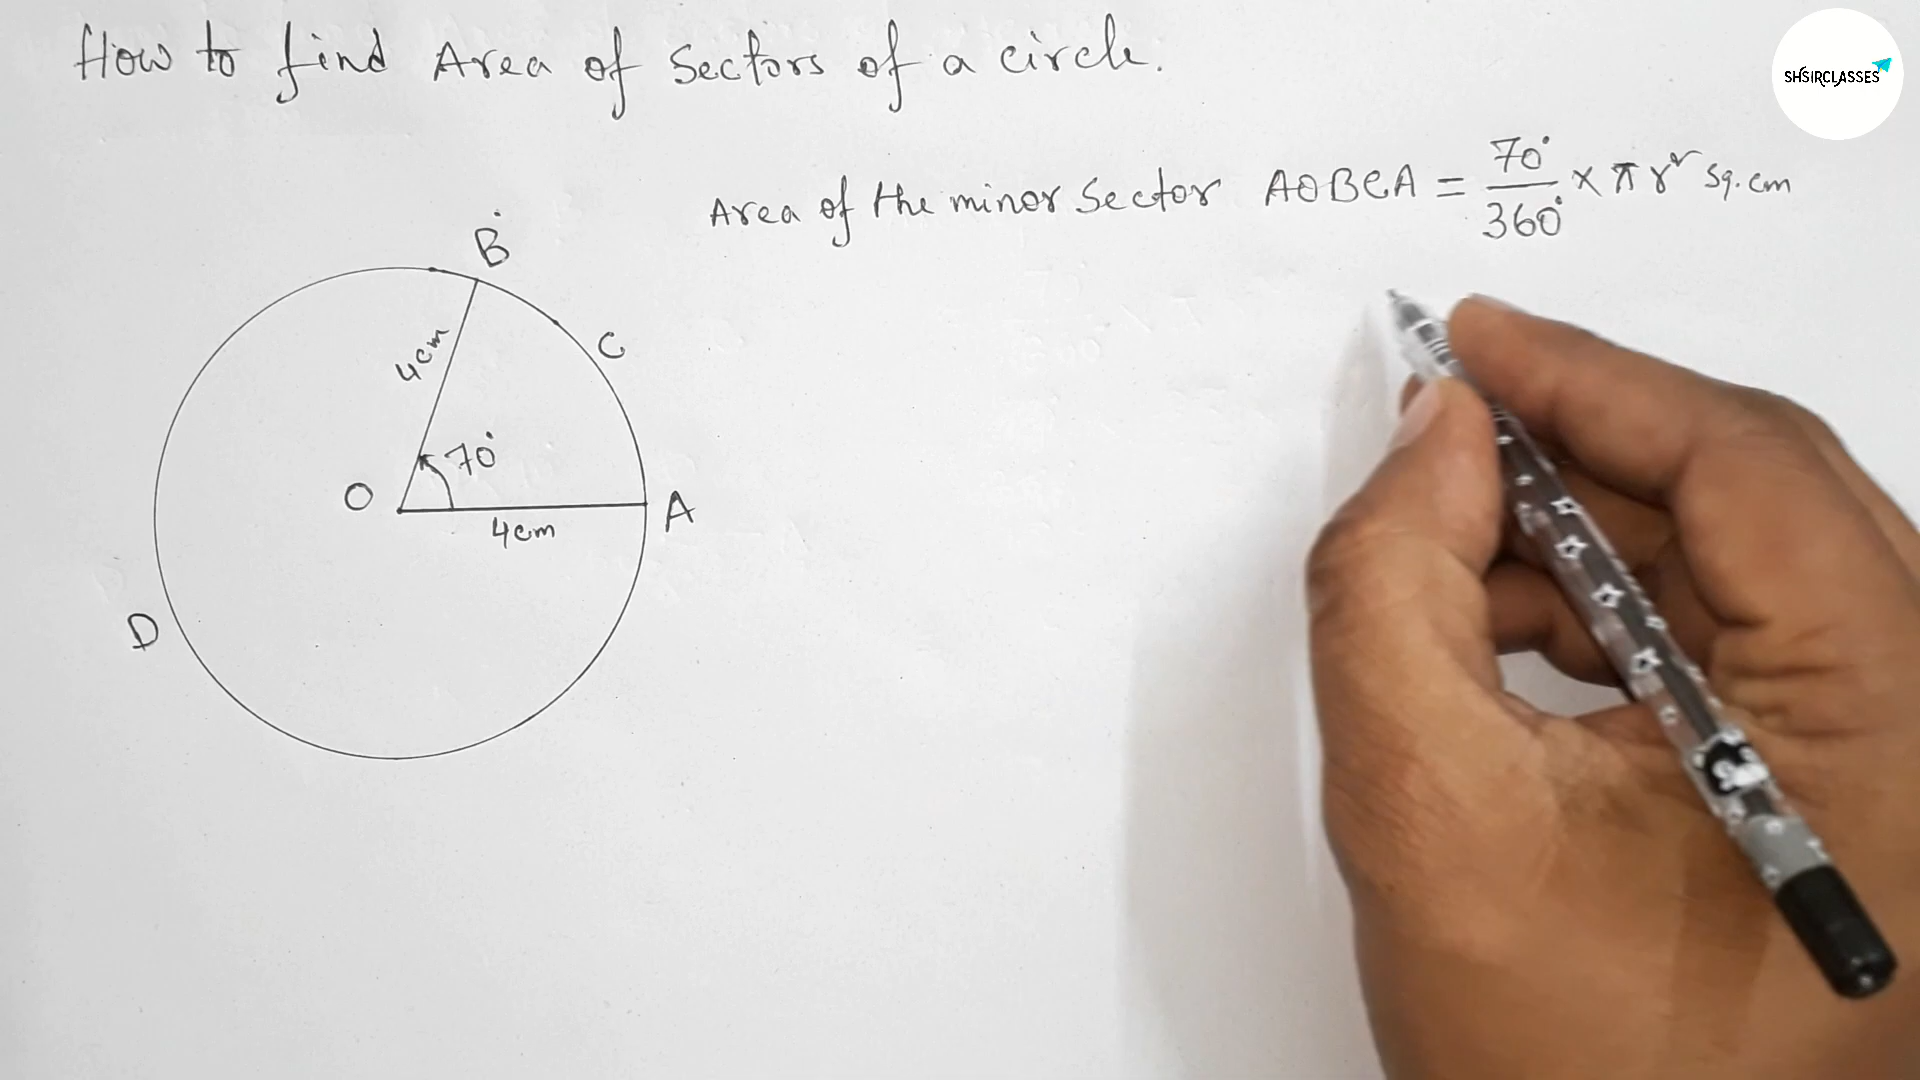 How to find Area of Sectors of a circle.
SHSIRCLASSES
Area of the minor Sector AOBCA = 70°/360° × π r² Sq. cm
B
C
4cm
70°
O
A
4cm
D